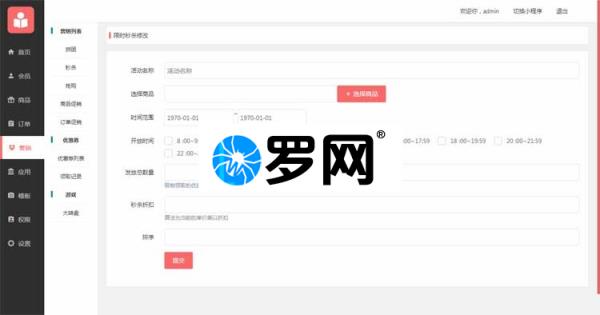 欢迎你，admin 切换小程序 退出
首页
会员
商品
订单
营销
应用
模板
权限
设置
营销列表
拼团
秒杀
抢购
商品促销
订单促销
优惠券
优惠券列表
领取记录
游戏
大转盘
限时秒杀修改
活动名称 活动名称
选择商品 + 选择商品
时间范围 1970-01-01 ~ 1970-01-01
开放时间 8:00-9 :00-17:59 18:00-19:59 20:00-21:59
22:00-
罗网®
发放总数量
秒杀折扣
排序
提交